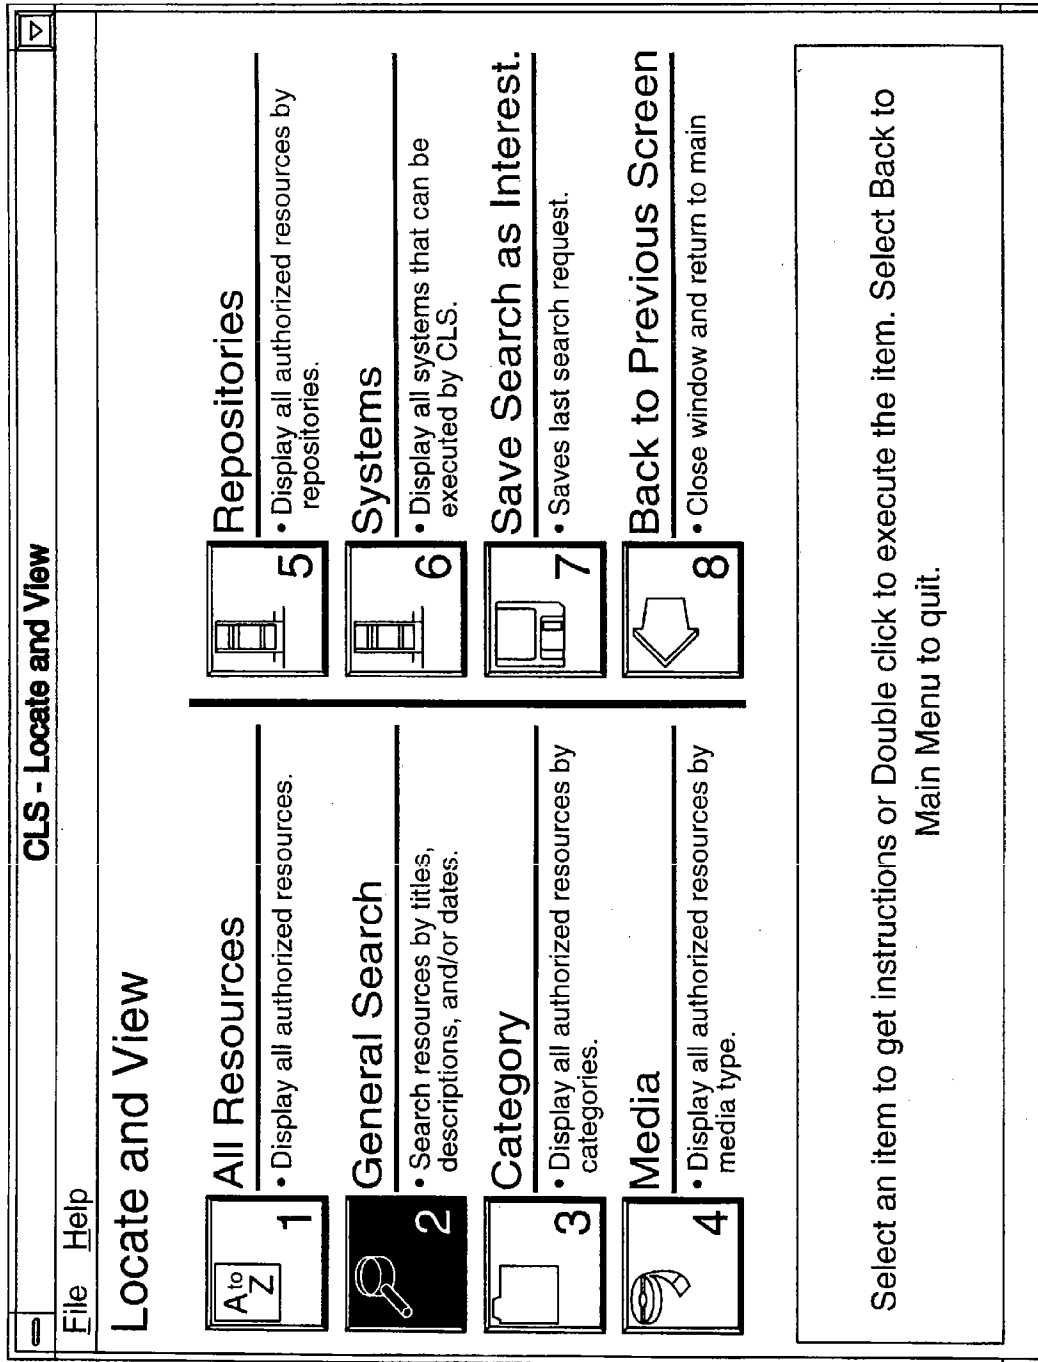 CLS - Locate and View
File Help
Locate and View
A to
Z
1
All Resources
• Display all authorized resources.
2
General Search
• Search resources by titles,
descriptions, and/or dates.
3
Category
• Display all authorized resources by
categories.
4
Media
• Display all authorized resources by
media type.
5
Repositories
• Display all authorized resources by
repositories.
6
Systems
• Display all systems that can be
executed by CLS.
7
Save Search as Interest.
• Saves last search request.
8
Back to Previous Screen
• Close window and return to main
Select an item to get instructions or Double click to execute the item. Select Back to
Main Menu to quit.